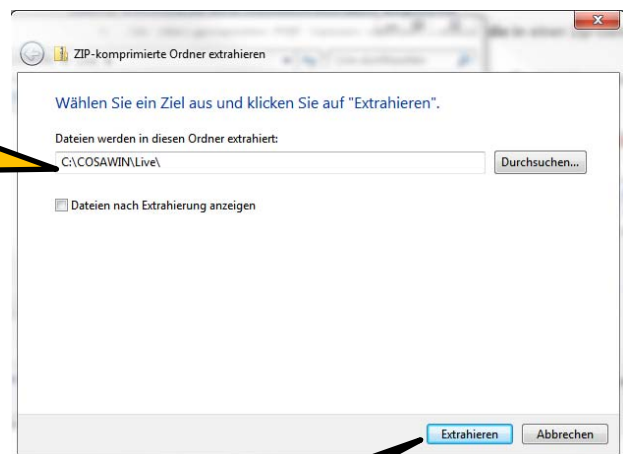 ZIP-komprimierte Ordner extrahieren
Wählen Sie ein Ziel aus und klicken Sie auf "Extrahieren".
Dateien werden in diesen Ordner extrahiert:
C:\COSAWIN\Live\ Durchsuchen...
Dateien nach Extrahierung anzeigen
Extrahieren Abbrechen